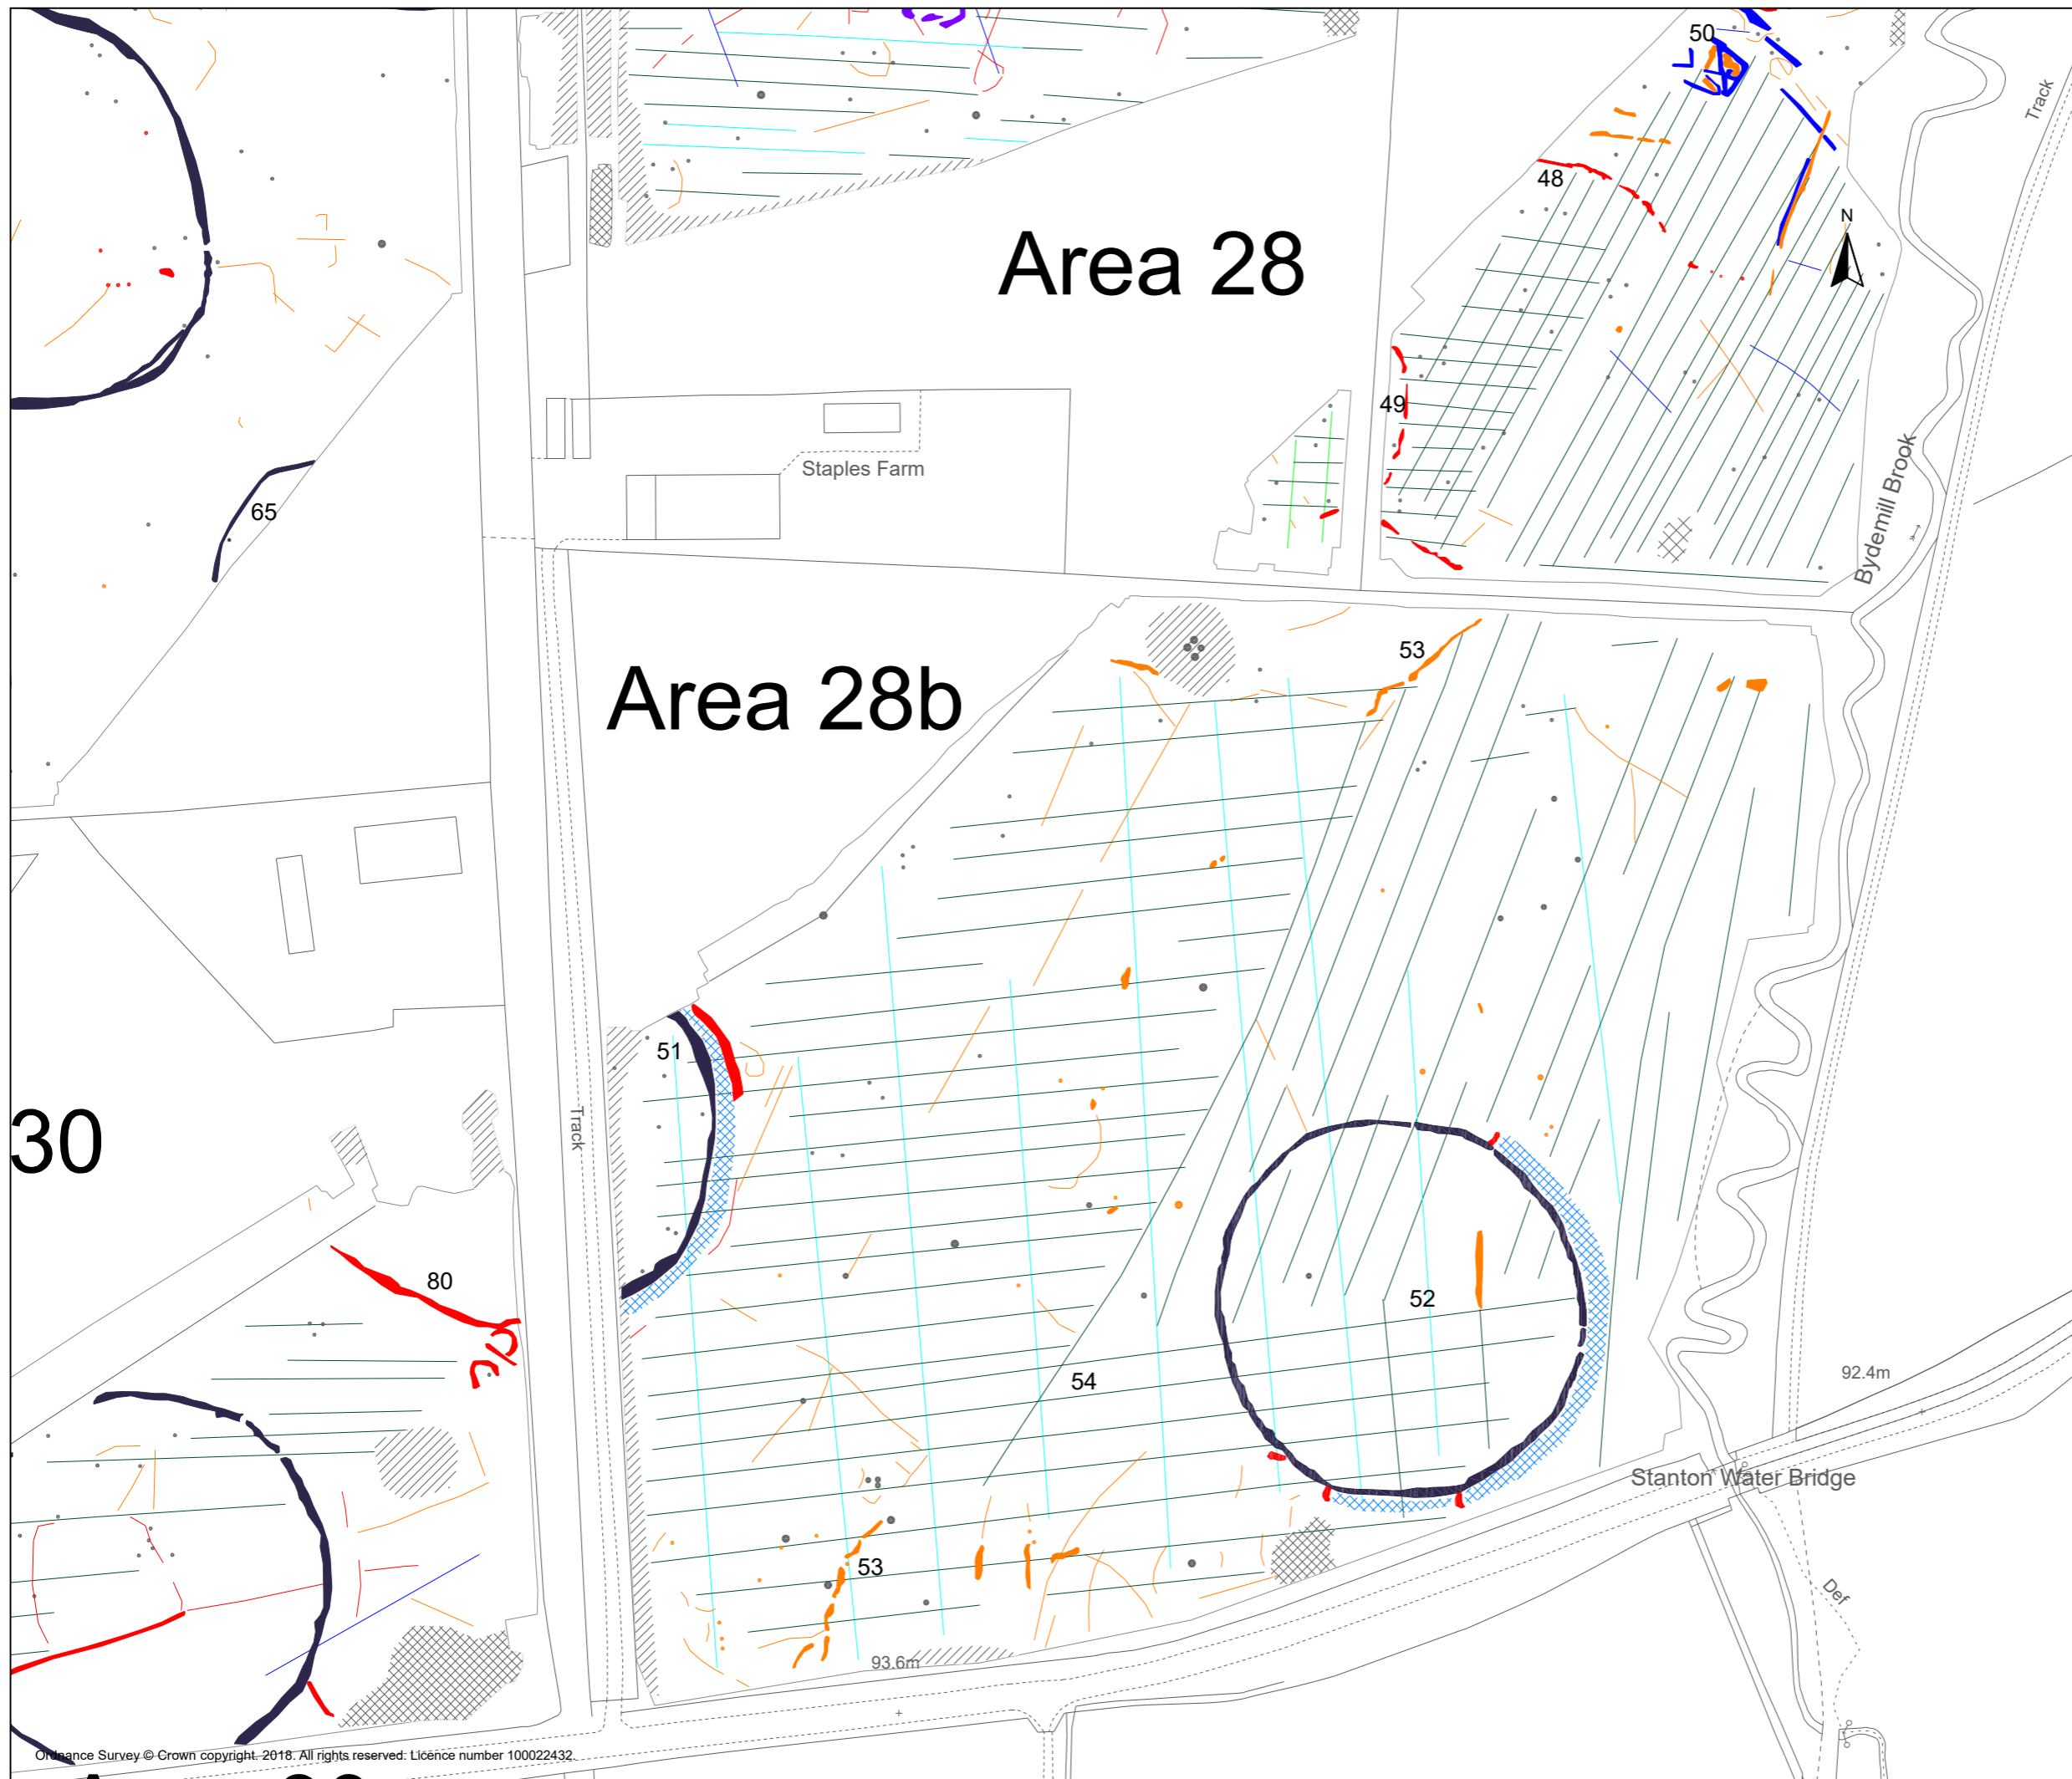 50
Track
48
N
Area 28
49
Staples Farm
65
Bydemill Brook
53
Area 28b
51
30
Track
80
52
54
92.4m
Stanton Water Bridge
53
Def
93.6m
Ordnance Survey © Crown copyright. 2018. All rights reserved. Licence number 100022432.